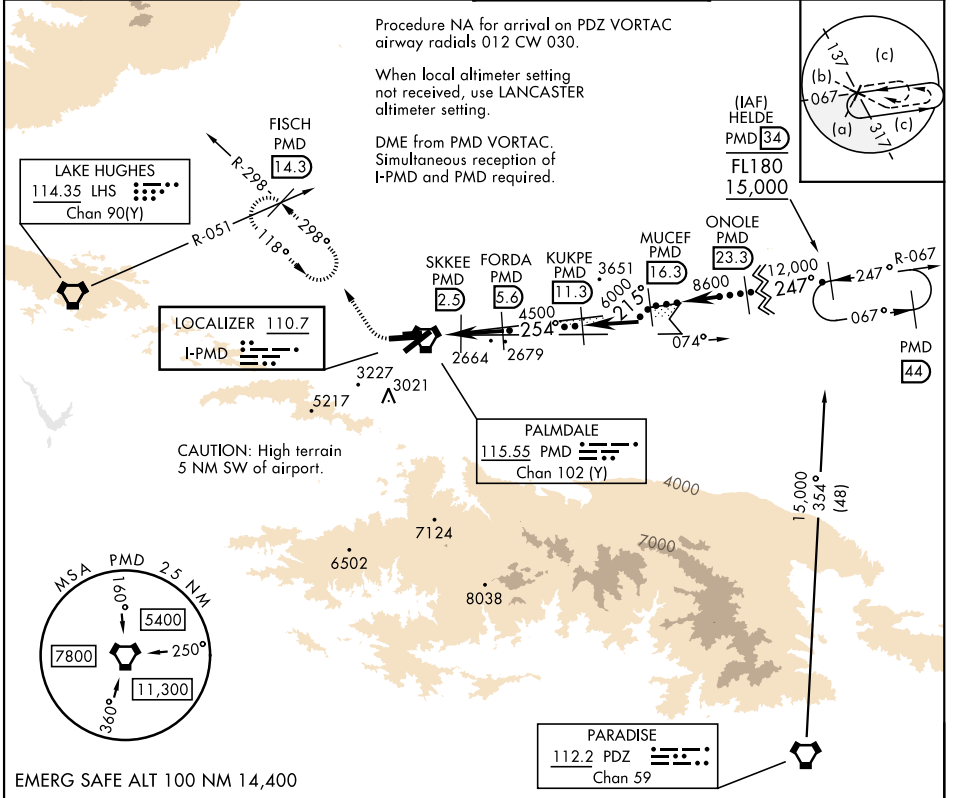 Procedure NA for arrival on PDZ VORTAC
airway radials 012 CW 030.
When local altimeter setting
not received, use LANCASTER
altimeter setting.
DME from PMD VORTAC.
Simultaneous reception of
I-PMD and PMD required.
137
(c)
(b)
067
(a)
(c)
317
(IAF)
HELDE
PMD 34
FL180
15,000
FISCH
PMD
14.3
R-298
298°
118°
R-051
LAKE HUGHES
114.35 LHS
Chan 90(Y)
LOCALIZER 110.7
I-PMD
SKKEE
PMD
2.5
FORDA
PMD
5.6
KUKPE
PMD
11.3
MUCEF
PMD
16.3
ONOLE
PMD
23.3
3651
6000
215°
8600
12,000
247°
247°
R-067
067°
PMD
44
4500
254°
074°
2664
2679
3227
3021
5217
CAUTION: High terrain
5 NM SW of airport.
PALMDALE
115.55 PMD
Chan 102 (Y)
4000
7000
7124
6502
8038
15,000
354°
(48)
MSA PMD 25 NM
160°
5400
250°
7800
11,300
360°
PARADISE
112.2 PDZ
Chan 59
EMERG SAFE ALT 100 NM 14,400